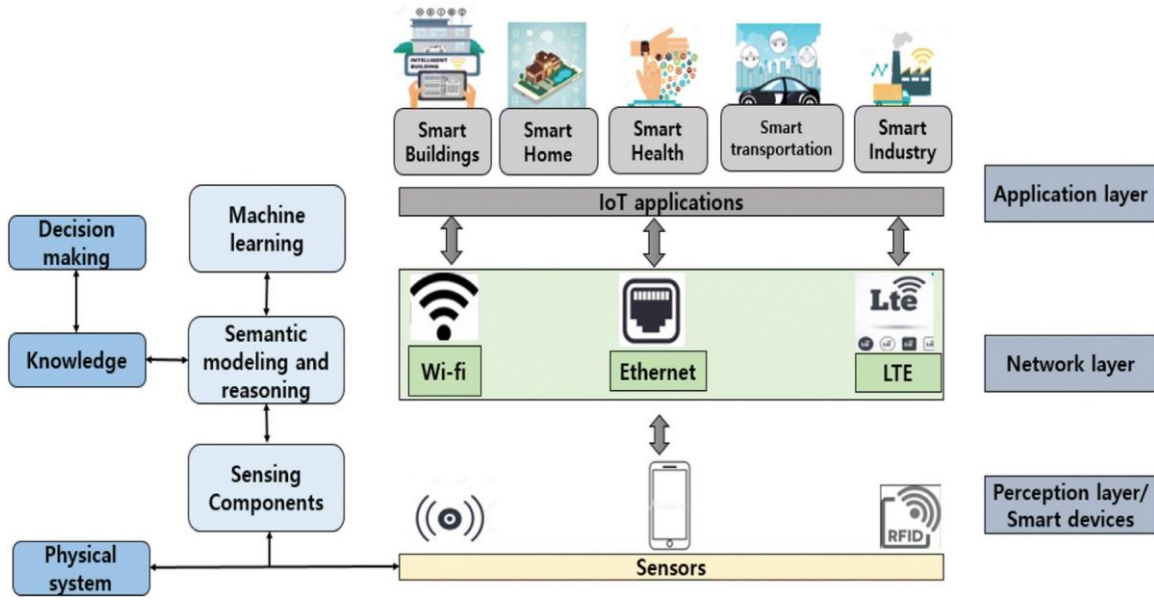 INTELLIGENT
BUILDING
Smart
Buildings
Smart
Home
Smart
Health
Smart
transportation
Smart
Industry
IoT applications
Application layer
Machine
learning
Decision
making
Lte
Semantic
modeling and
reasoning
Knowledge
Wi-fi
Ethernet
LTE
Network layer
Sensing
Components
Perception layer/
Smart devices
RFID
Physical
system
Sensors